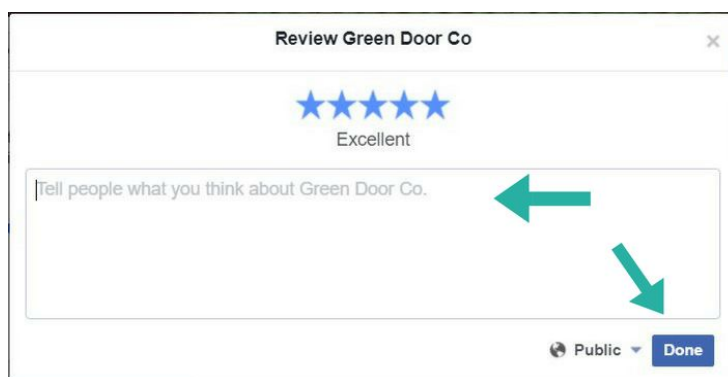 Review Green Door Co
Excellent
Tell people what you think about Green Door Co.
Public
Done